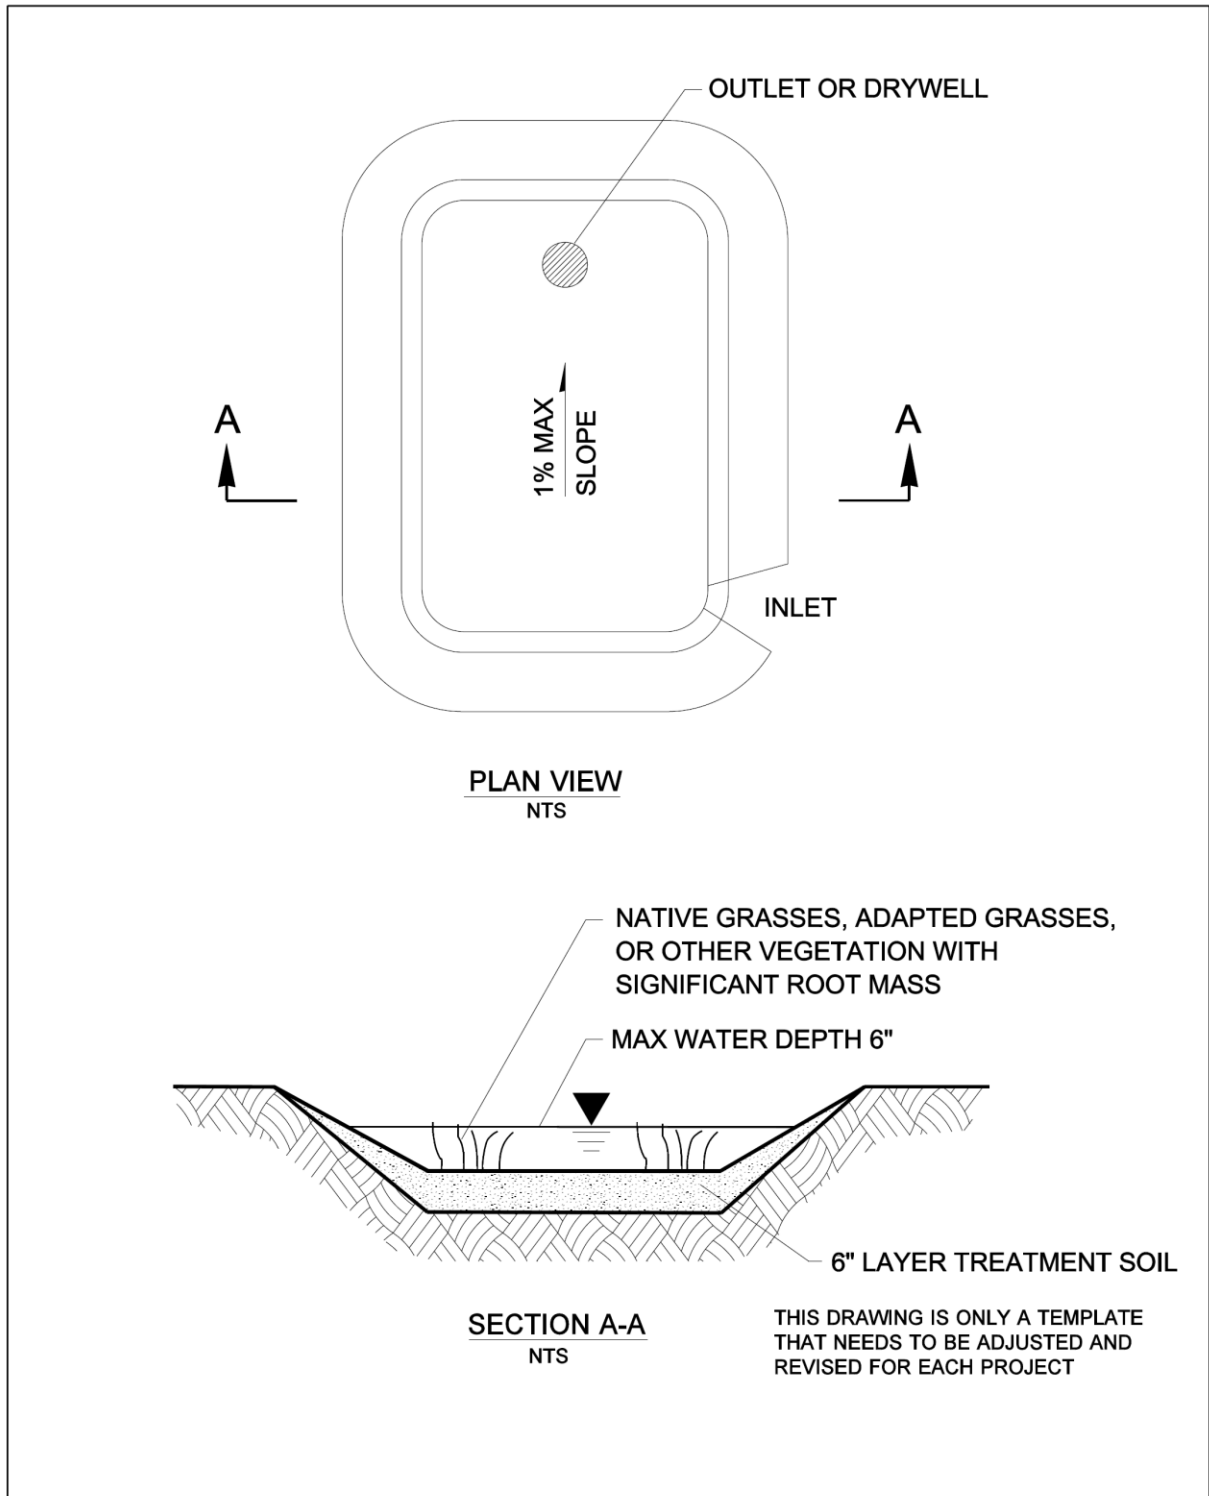 OUTLET OR DRYWELL
A
A
1% MAX
SLOPE
INLET
PLAN VIEW
NTS
NATIVE GRASSES, ADAPTED GRASSES,
OR OTHER VEGETATION WITH
SIGNIFICANT ROOT MASS
MAX WATER DEPTH 6"
6" LAYER TREATMENT SOIL
SECTION A-A
NTS
THIS DRAWING IS ONLY A TEMPLATE
THAT NEEDS TO BE ADJUSTED AND
REVISED FOR EACH PROJECT